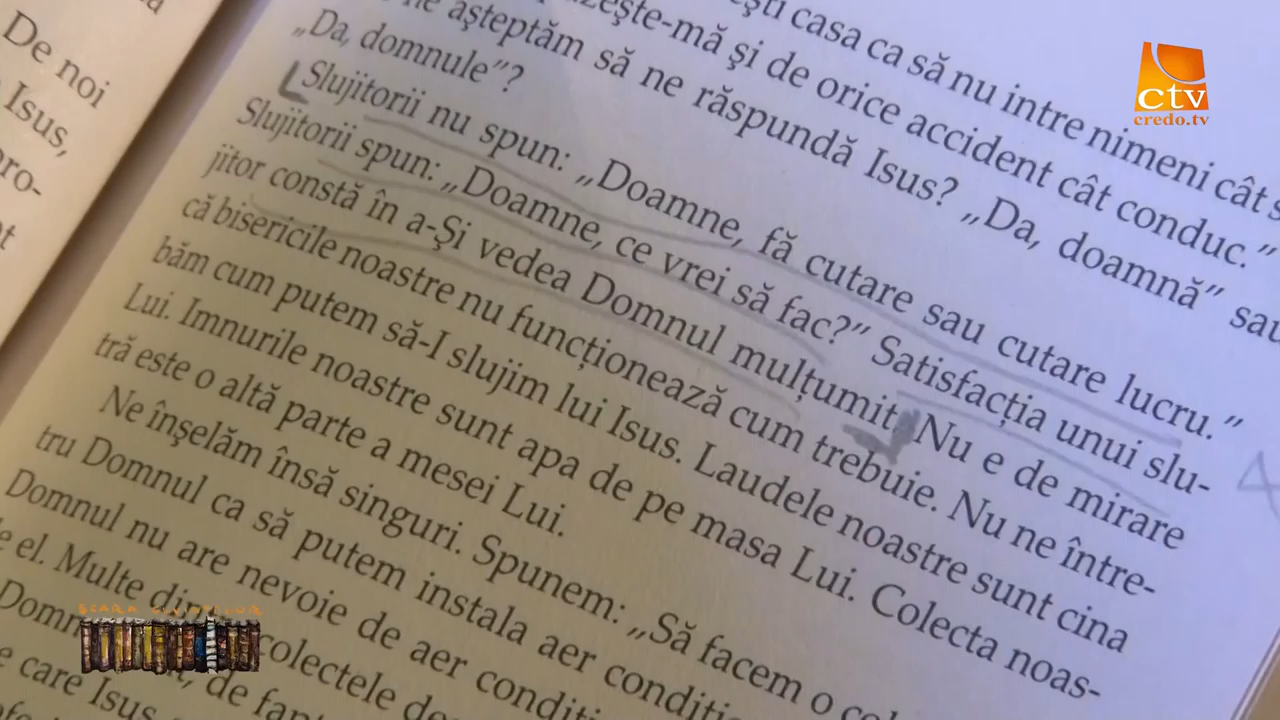 De noi
Isus,
ești casa ca să nu intre nimeni cât
-mă și de orice accident cât conduc.”
ne așteptăm să ne răspundă Isus? „Da, doamnă” sau
„Da, domnule”?
Slujitorii nu spun: „Doamne, fă cutare sau cutare lucru.”
Slujitorii spun: „Doamne, ce vrei să fac?” Satisfacția unui slu-
jitor constă în a-Și vedea Domnul mulțumit. Nu e de mirare
că bisericile noastre nu funcționează cum trebuie. Nu ne între-
băm cum putem să-I slujim lui Isus. Laudele noastre sunt cina
Lui. Imnurile noastre sunt apa de pe masa Lui. Colecta noas-
tră este o altă parte a mesei Lui.
Ne înșelăm însă singuri. Spunem: „Să facem o
tru Domnul ca să putem instala aer
Domnul nu are nevoie de aer
el. Multe din colectele
de
care Isus
ctv
credo.tv
SCARA CUVINTELOR